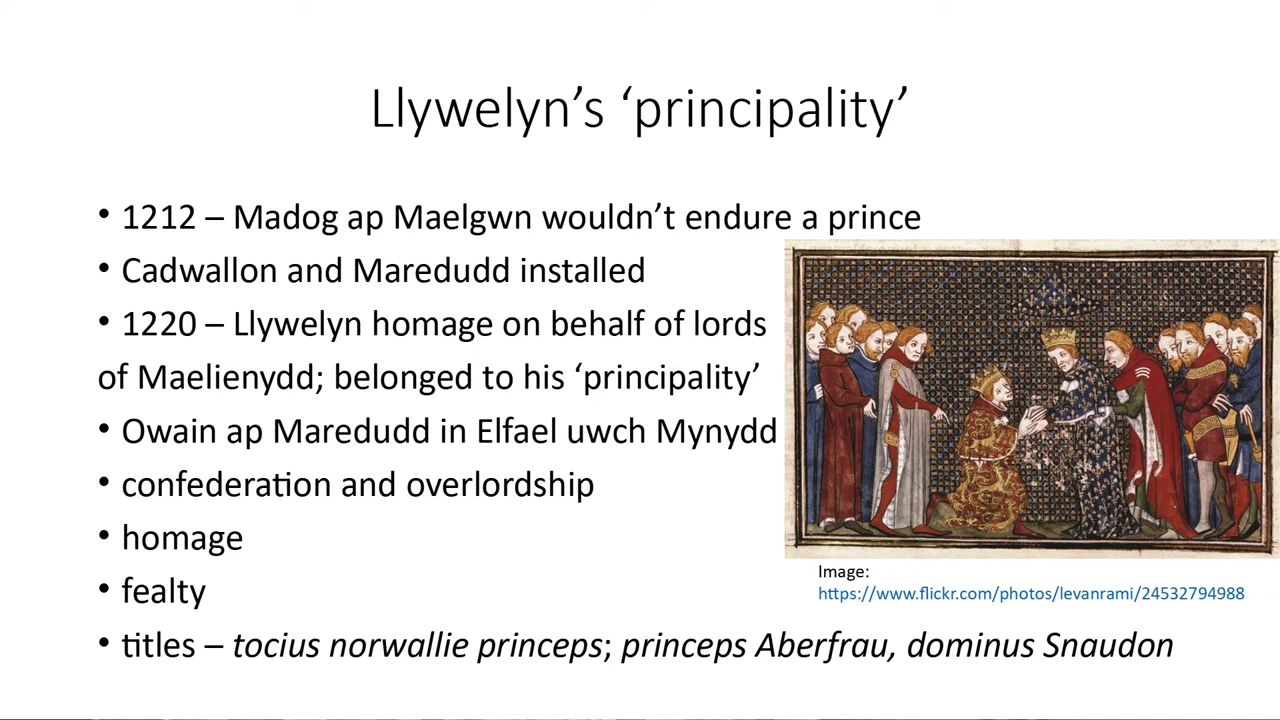 Llywelyn’s ‘principality’
• 1212 – Madog ap Maelgwn wouldn’t endure a prince
• Cadwallon and Maredudd installed
• 1220 – Llywelyn homage on behalf of lords
of Maelienydd; belonged to his ‘principality’
• Owain ap Maredudd in Elfael uwch Mynydd
• confederation and overlordship
• homage
• fealty
• titles – tocius norwallie princeps; princeps Aberfrau, dominus Snaudon
Image:
https://www.flickr.com/photos/levanrami/24532794988